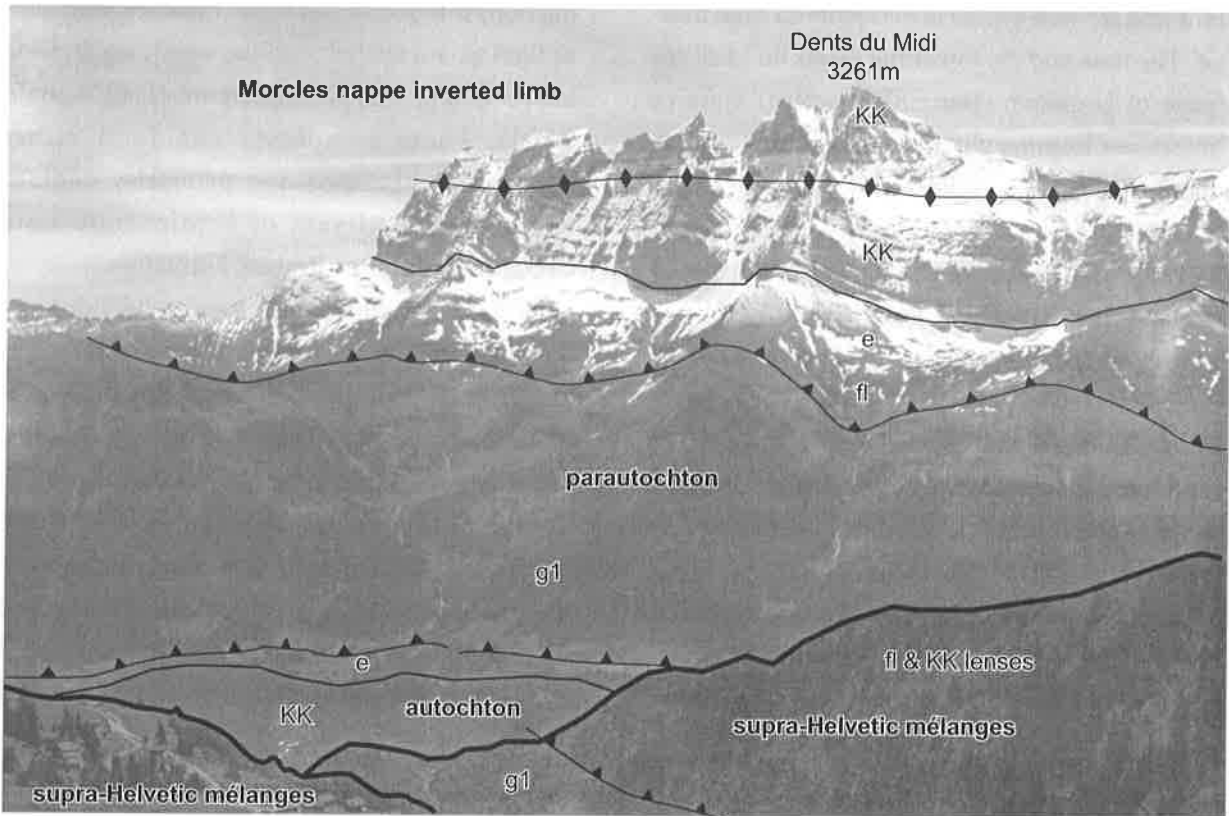 Dents du Midi
3261m
Morcles nappe inverted limb
KK
KK
e
fl
parautochton
g1
e
fl & KK lenses
KK
autochton
supra-Helvetic mélanges
g1
supra-Helvetic mélanges